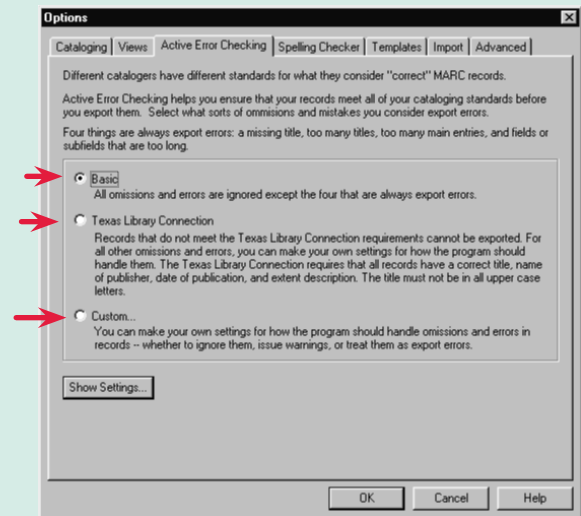 Options
Cataloging Views Active Error Checking Spelling Checker Templates Import Advanced
Different catalogers have different standards for what they consider "correct" MARC records.
Active Error Checking helps you ensure that your records meet all of your cataloging standards before
you export them. Select what sorts of ommisions and mistakes you consider export errors.
Four things are always export errors: a missing title, too many titles, too many main entries, and fields or
subfields that are too long.
Basic
All omissions and errors are ignored except the four that are always export errors.
Texas Library Connection
Records that do not meet the Texas Library Connection requirements cannot be exported. For
all other omissions and errors, you can make your own settings for how the program should
handle them. The Texas Library Connection requires that all records have a correct title, name
of publisher, date of publication, and extent description. The title must not be in all upper case
letters.
Custom...
You can make your own settings for how the program should handle omissions and errors in
records -- whether to ignore them, issue warnings, or treat them as export errors.
Show Settings...
OK Cancel Help